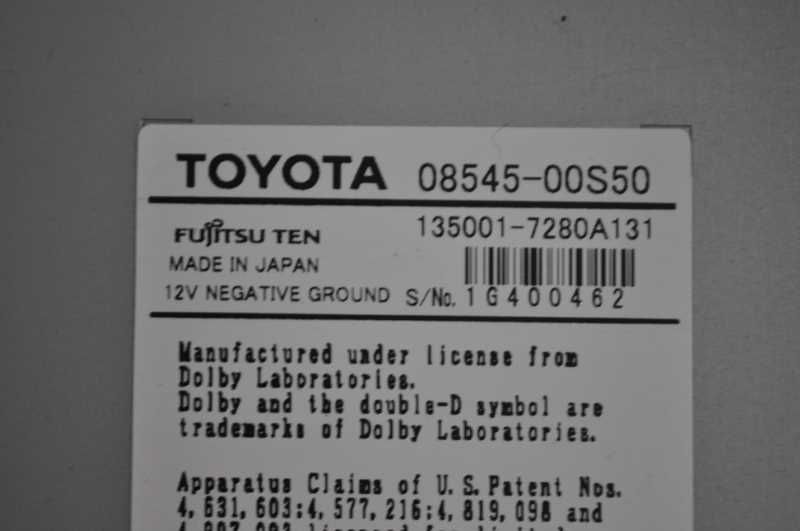 TOYOTA 08545-00S50
FUJITSU TEN 135001-7280A131
MADE IN JAPAN
12V NEGATIVE GROUND S/No. 1G400462
Manufactured under license from
Dolby Laboratories.
Dolby and the double-D symbol are
trademarks of Dolby Laboratories.
Apparatus Claims of U.S. Patent Nos.
4,631,603:4,577,216:4,819,098 and